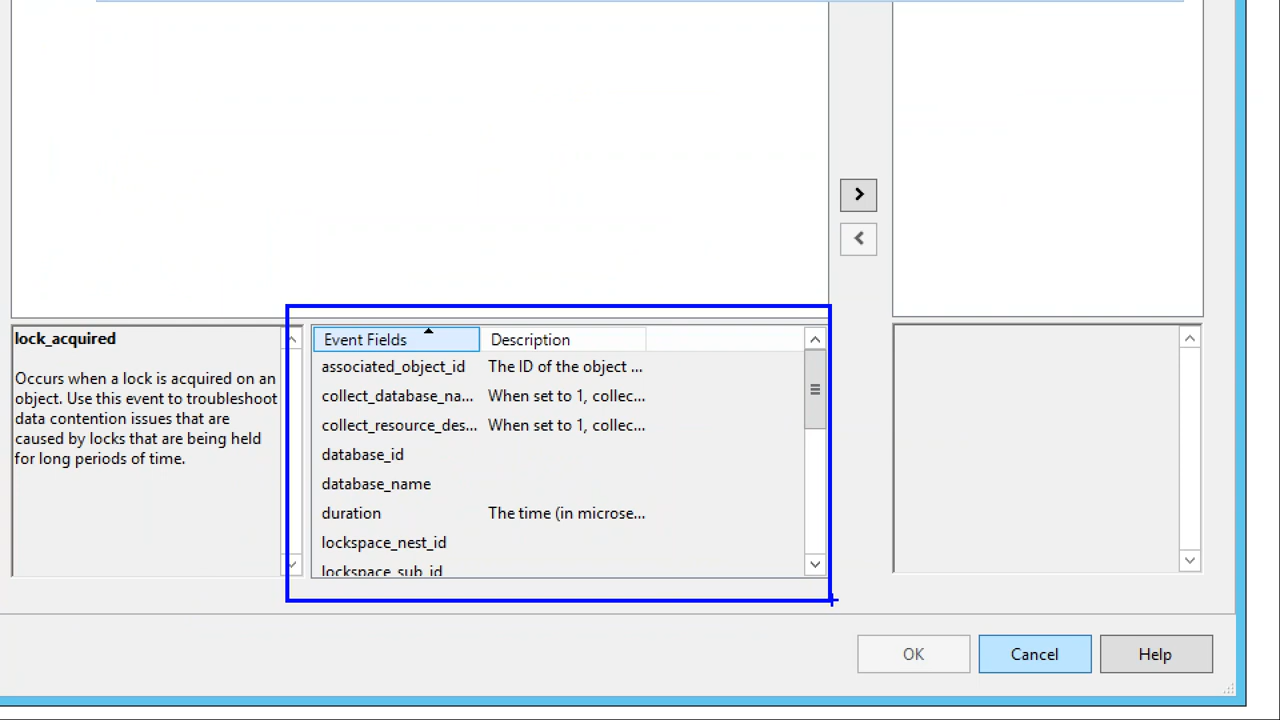 lock_acquired
Occurs when a lock is acquired on an
object. Use this event to troubleshoot
data contention issues that are
caused by locks that are being held
for long periods of time.
Event Fields Description
associated_object_id The ID of the object ...
collect_database_na... When set to 1, collec...
collect_resource_des... When set to 1, collec...
database_id
database_name
duration The time (in microse...
lockspace_nest_id
lockspace_sub_id
OK Cancel Help